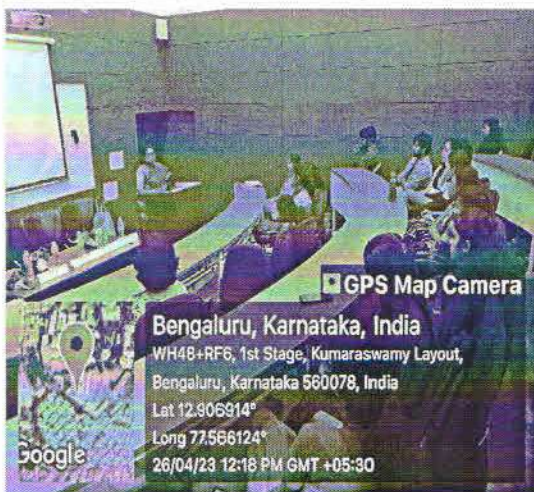 GPS Map Camera
Bengaluru, Karnataka, India
WH48+RF6, 1st Stage, Kumaraswamy Layout,
Bengaluru, Karnataka 560078, India
Lat 12.906914°
Long 77.566124°
Google
26/04/23 12:18 PM GMT +05:30